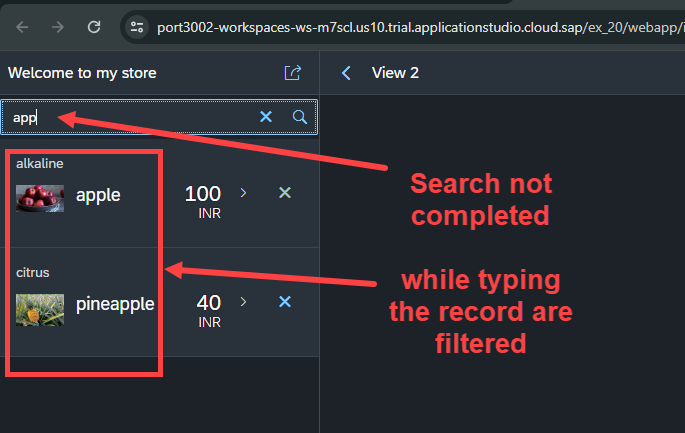 port3002-workspaces-ws-m7scl.us10.trial.applicationstudio.cloud.sap/ex_20/webapp/i
Welcome to my store
View 2
app
alkaline
apple
100
INR
citrus
pineapple
40
INR
Search not
completed
while typing
the record are
filtered